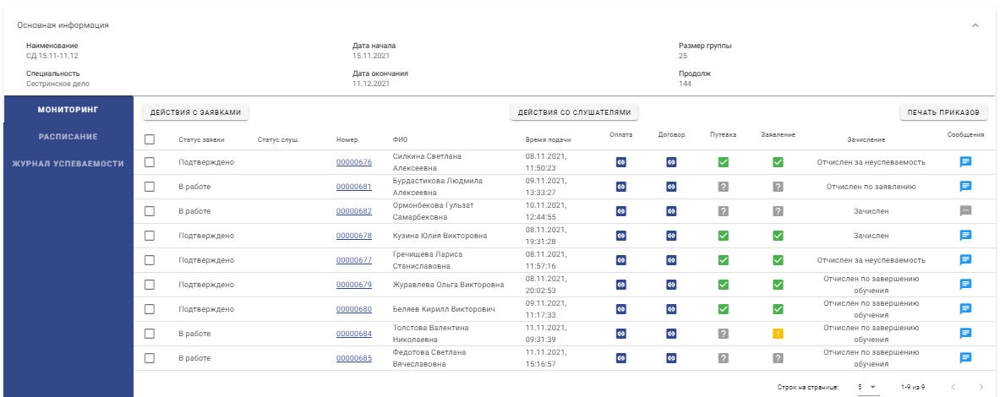 Основная информация
Наименование Дата начала Размер группы
СД 15.11-11.12 15.11.2021 25
Специальность Дата окончания Продолж
Сестринское дело 11.12.2021 144
МОНИТОРИНГ
РАСПИСАНИЕ
ЖУРНАЛ УСПЕВАЕМОСТИ
ДЕЙСТВИЯ С ЗАЯВКАМИ ДЕЙСТВИЯ СО СЛУШАТЕЛЯМИ ПЕЧАТЬ ПРИКАЗОВ
Статус заявки Статус слуш. Номер ФИО Время подачи Оплата Договор Путевка Заявление Зачисление Сообщения
Подтверждено 00000676 Силкина Светлана Алексеевна 08.11.2021, 11:50:23 Отчислен за неуспеваемость
В работе 00000681 Бурдастикова Людмила Алексеевна 09.11.2021, 13:33:27 Отчислен по заявлению
В работе 00000682 Ормонбекова Гульзат Самарбековна 10.11.2021, 12:44:55 Зачислен
Подтверждено 00000678 Кузина Юлия Викторовна 08.11.2021, 19:31:28 Зачислен
Подтверждено 00000677 Гречищева Лариса Станиславовна 08.11.2021, 11:57:16 Отчислен за неуспеваемость
Подтверждено 00000679 Журавлева Ольга Викторовна 08.11.2021, 20:02:53 Отчислен по завершению обучения
Подтверждено 00000680 Беляев Кирилл Викторович 09.11.2021, 11:17:33 Отчислен по завершению обучения
В работе 00000684 Толстова Валентина Николаевна 11.11.2021, 09:31:39 Отчислен по завершению обучения
В работе 00000685 Федотова Светлана Вячеславовна 11.11.2021, 15:16:57 Отчислен по завершению обучения
Строк на странице: 5 1-9 из 9